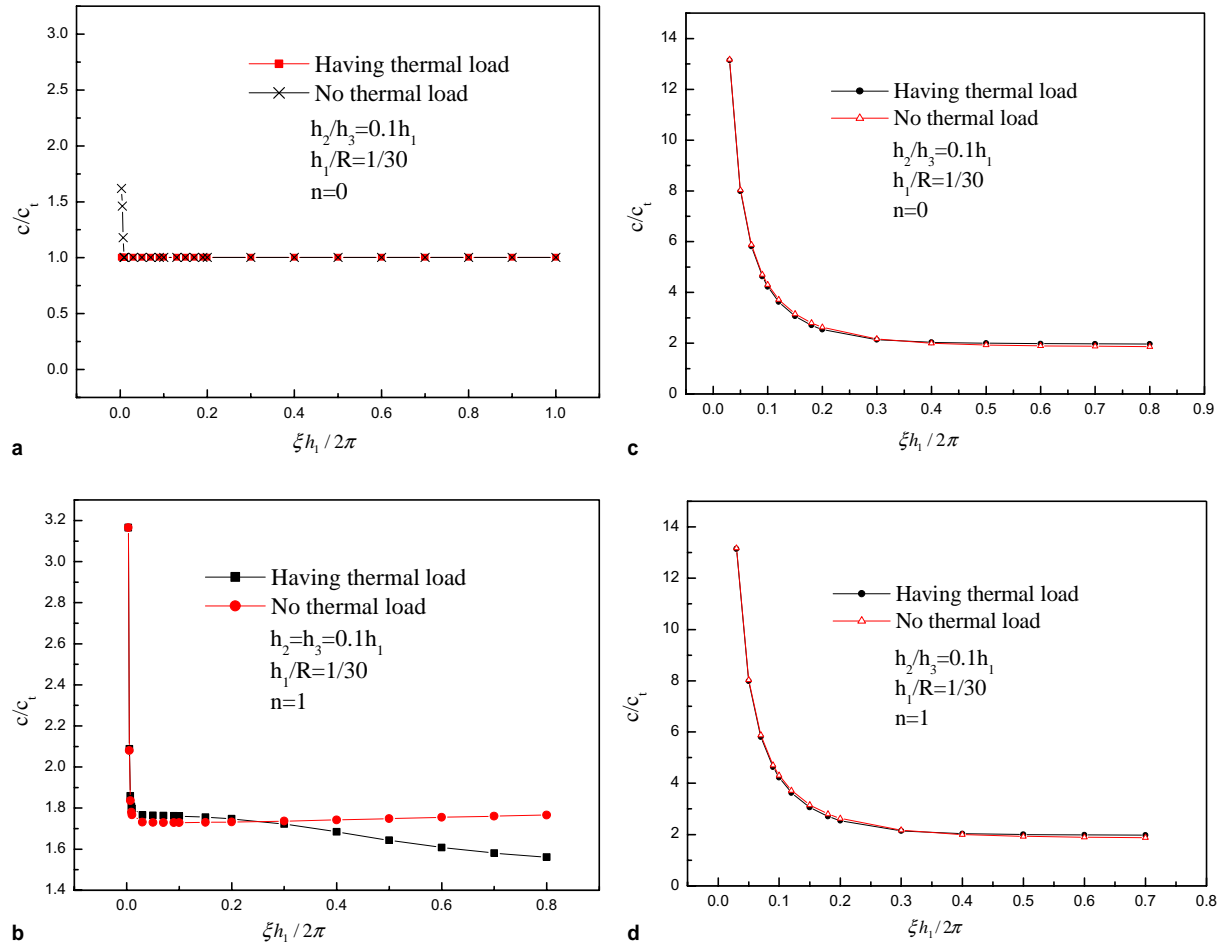 3.0
2.5
2.0
1.5
1.0
0.5
0.0
c/c_t
Having thermal load
No thermal load
h_2/h_3=0.1h_1
h_1/R=1/30
n=0
0.0 0.2 0.4 0.6 0.8 1.0
ξh_1 / 2π
a
14
12
10
8
6
4
2
0
c/c_t
Having thermal load
No thermal load
h_2/h_3=0.1h_1
h_1/R=1/30
n=0
0.0 0.1 0.2 0.3 0.4 0.5 0.6 0.7 0.8 0.9
ξh_1 / 2π
c
3.2
3.0
2.8
2.6
2.4
2.2
2.0
1.8
1.6
1.4
c/c_t
Having thermal load
No thermal load
h_2=h_3=0.1h_1
h_1/R=1/30
n=1
0.0 0.2 0.4 0.6 0.8
ξh_1 / 2π
b
14
12
10
8
6
4
2
0
c/c_t
Having thermal load
No thermal load
h_2/h_3=0.1h_1
h_1/R=1/30
n=1
0.0 0.1 0.2 0.3 0.4 0.5 0.6 0.7 0.8
ξh_1 / 2π
d